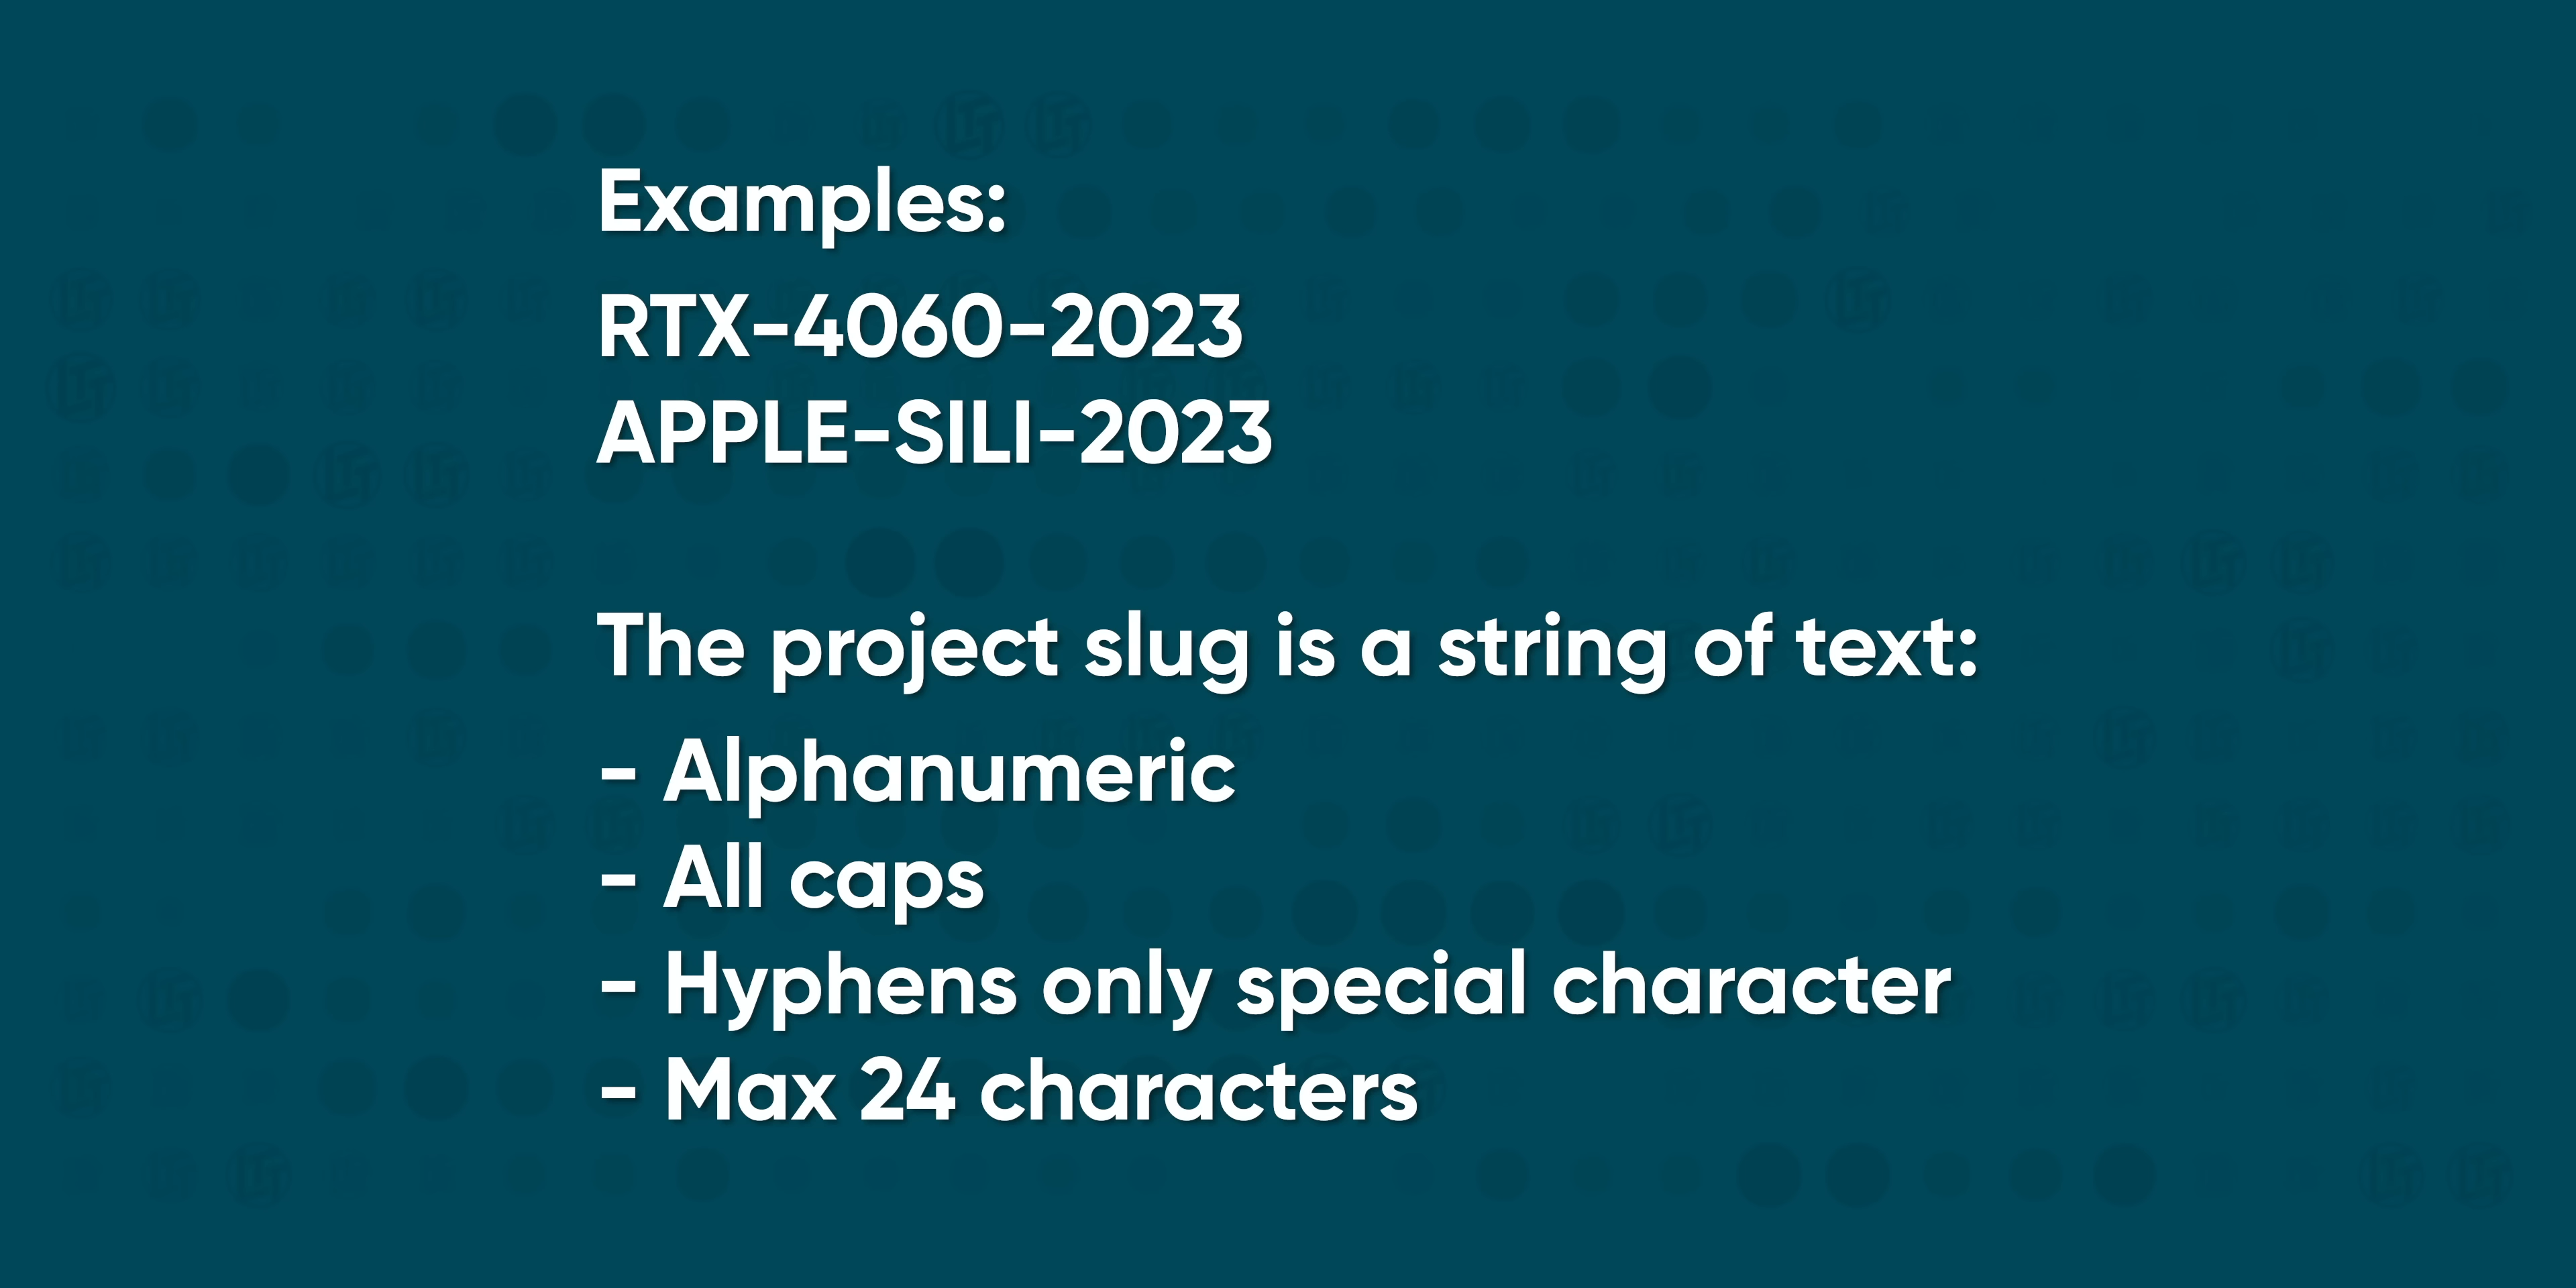 Examples:
RTX-4060-2023
APPLE-SILI-2023
The project slug is a string of text:
- Alphanumeric
- All caps
- Hyphens only special character
- Max 24 characters